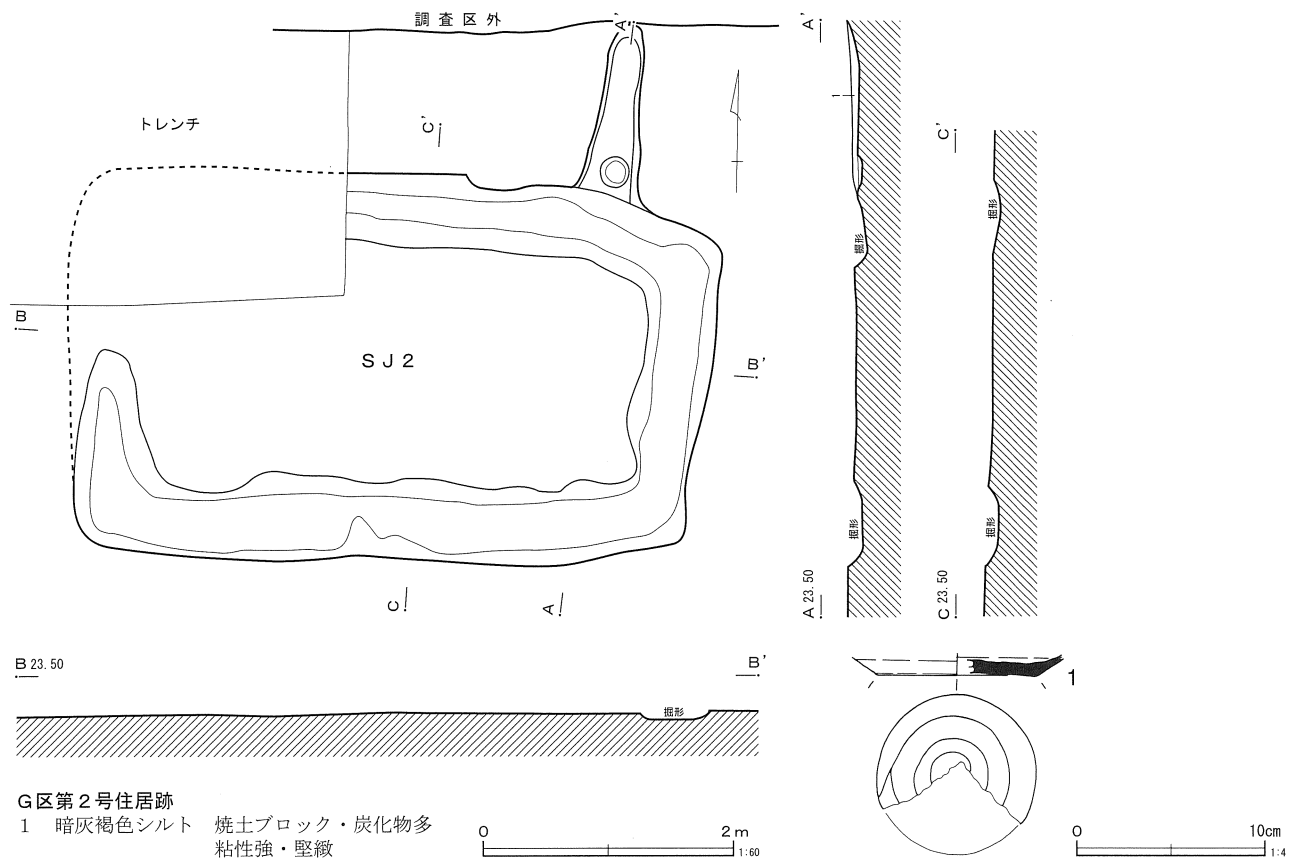 調査区外
A'
A'
トレンチ
C'
C'
1
掘形
掘形
B
B'
SJ2
掘形
掘形
C
A
A 23.50
C 23.50
B 23.50
B'
掘形
1
G区第2号住居跡
1 暗灰褐色シルト 焼土ブロック・炭化物多
粘性強・堅緻
0 2m
1:60
0 10cm
1:4